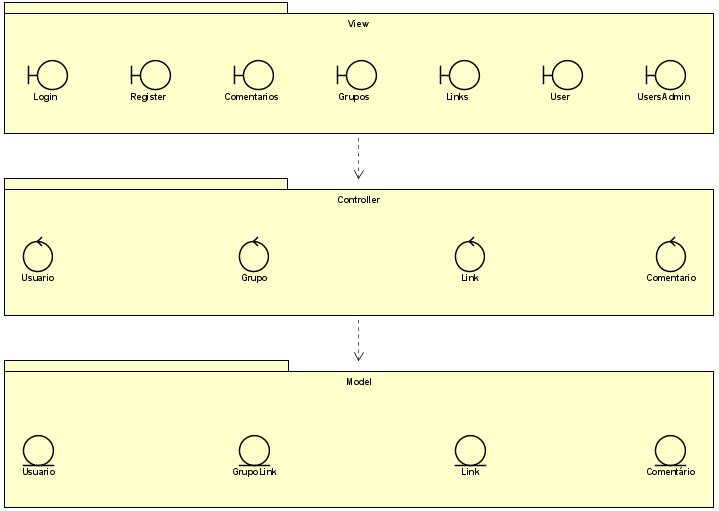 View
Login Register Comentarios Grupos Links User UsersAdmin
Controller
Usuario Grupo Link Comentario
Model
Usuario GrupoLink Link Comentário